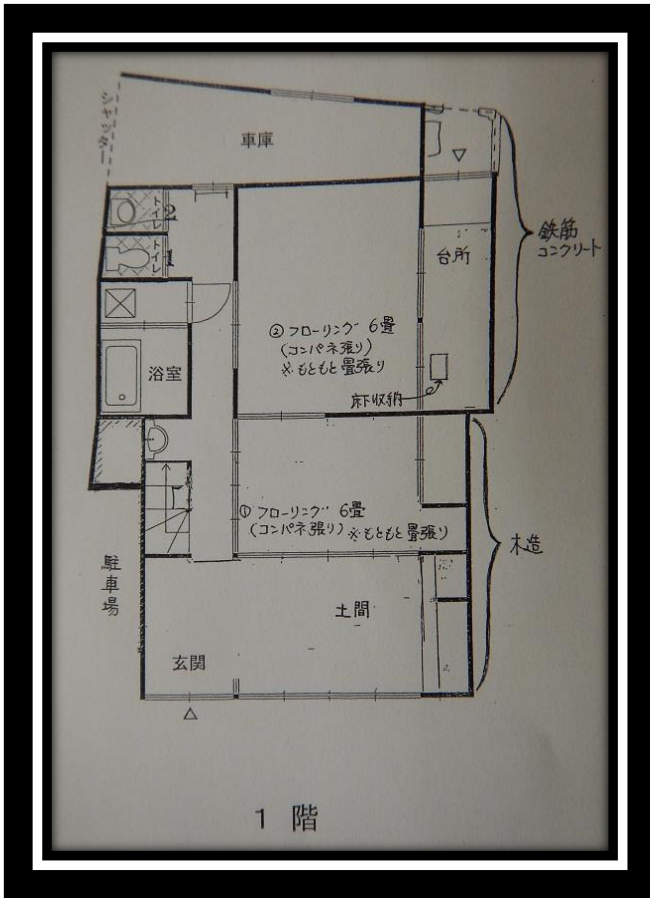 シャッター
車庫
トイレ
2
トイレ
1
台所
鉄筋
コンクリート
② フローリング 6畳
(コンパネ張り)
※もともと畳張り
浴室
床下収納
① フローリング 6畳
(コンパネ張り) ※もともと畳張り
木造
駐車場
土間
玄関
1 階